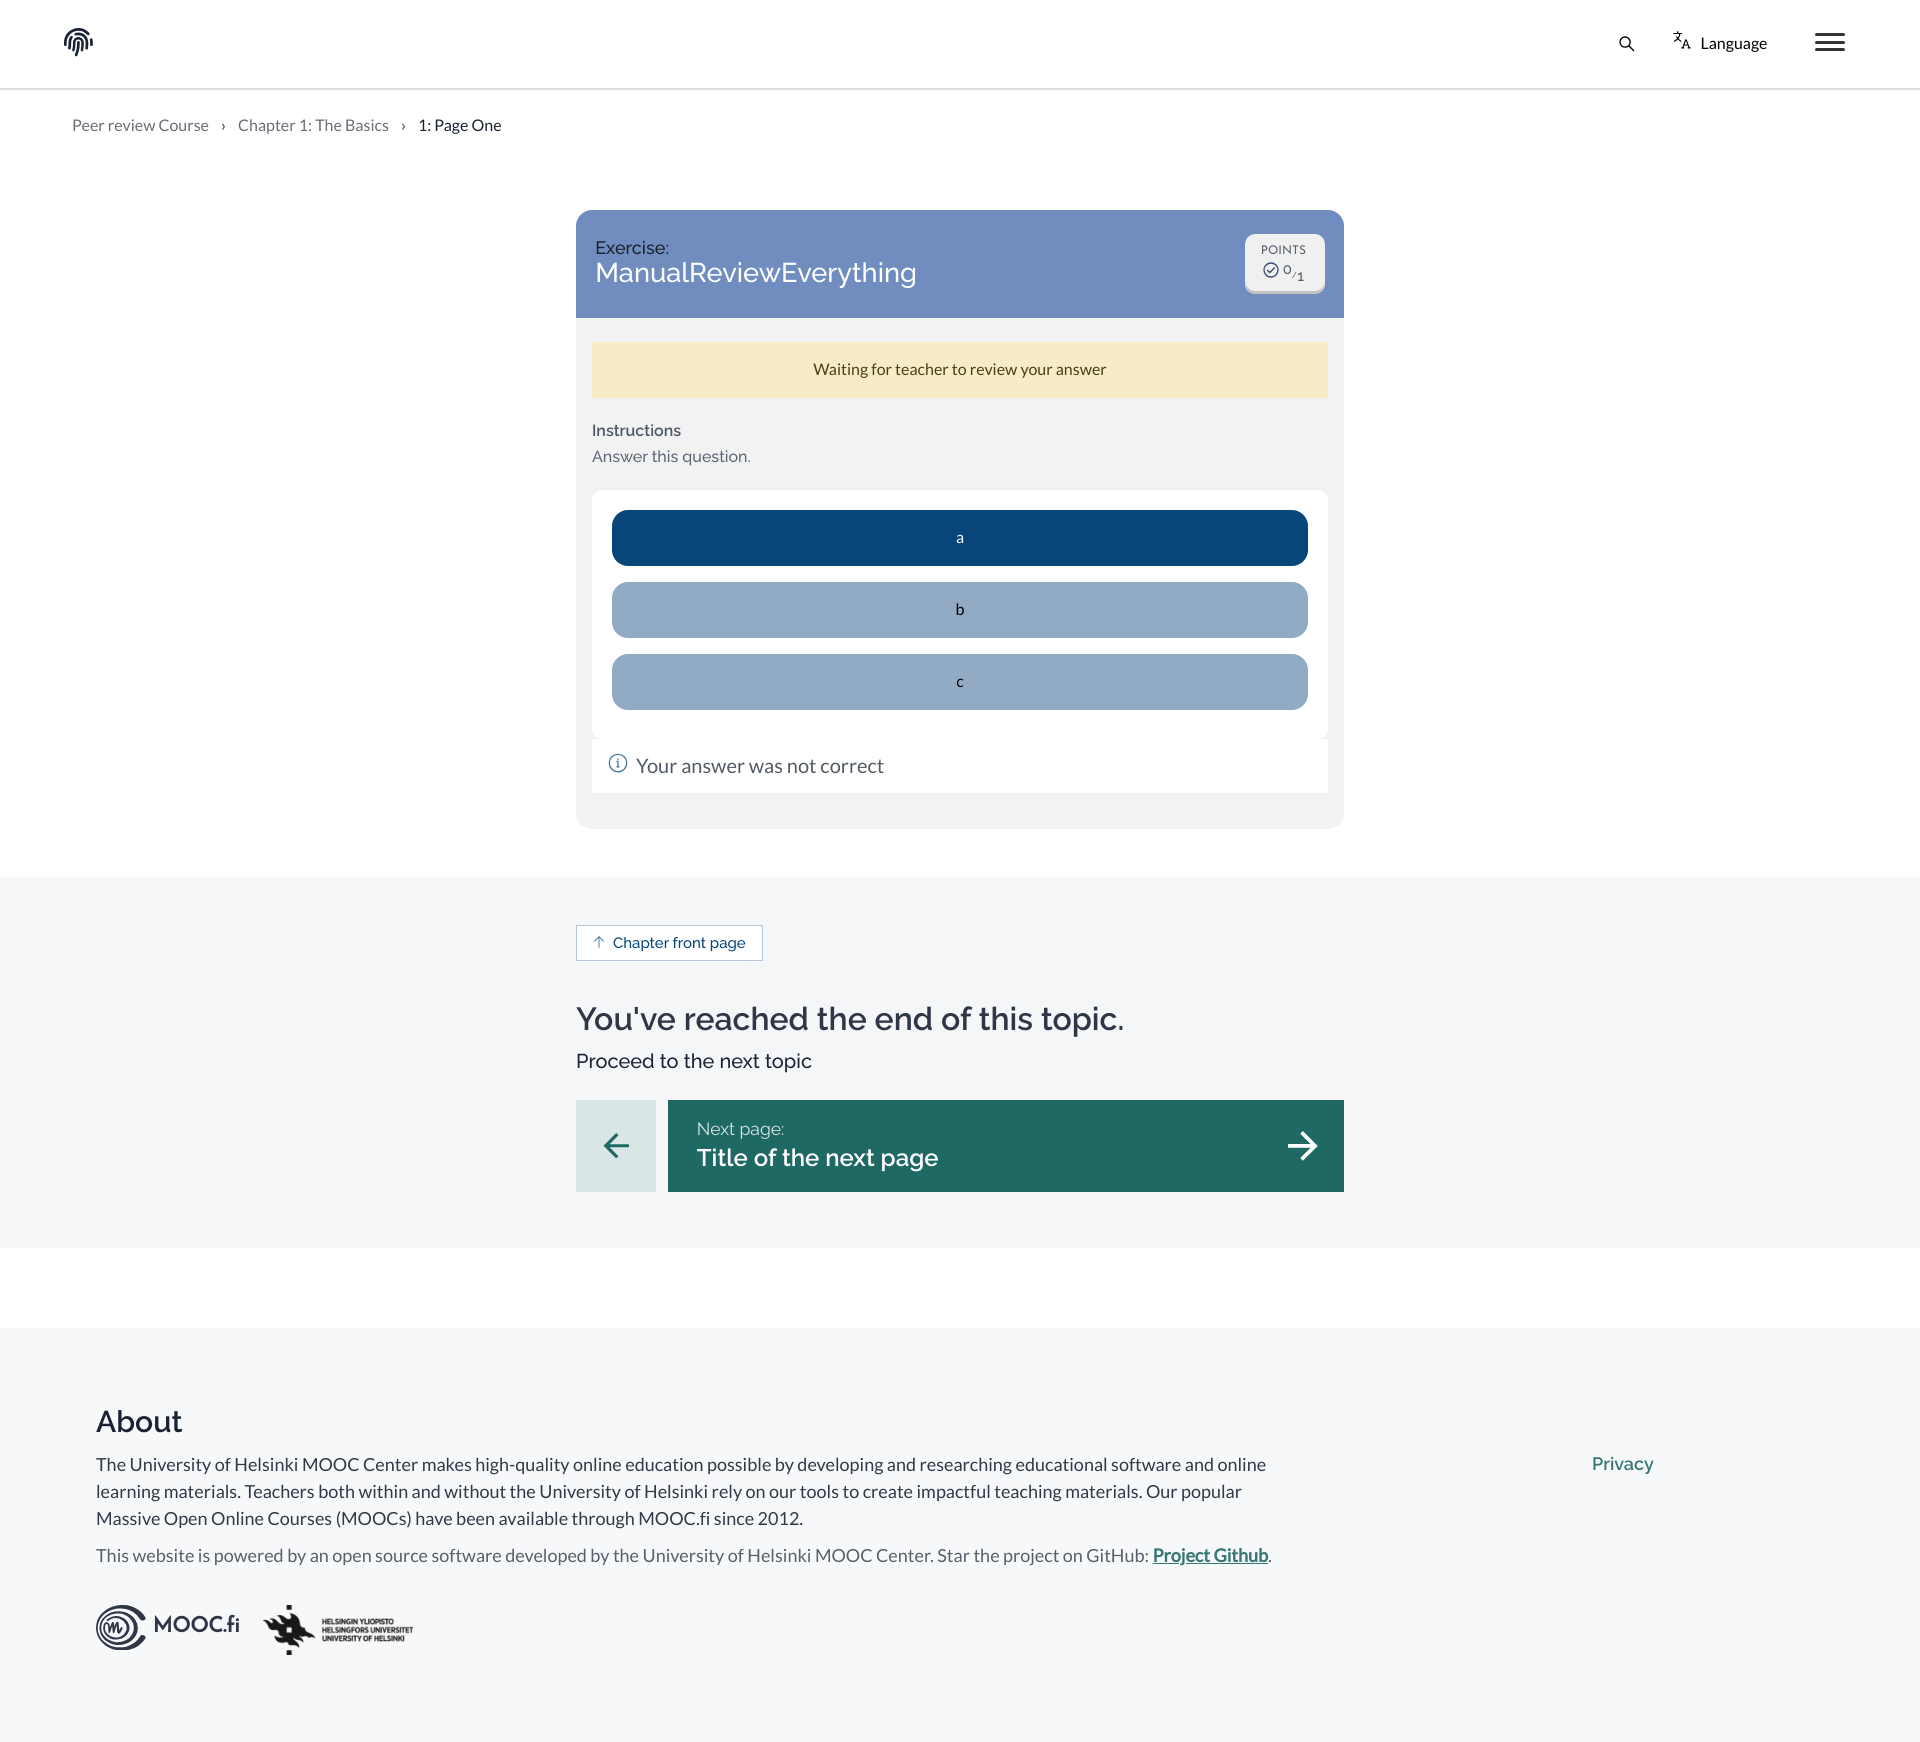 Language
Peer review Course › Chapter 1: The Basics › 1: Page One
Exercise:
ManualReviewEverything
POINTS
0/1
Waiting for teacher to review your answer
Instructions
Answer this question.
a
b
c
Your answer was not correct
Chapter front page
You've reached the end of this topic.
Proceed to the next topic
Next page:
Title of the next page
About
The University of Helsinki MOOC Center makes high-quality online education possible by developing and researching educational software and online
learning materials. Teachers both within and without the University of Helsinki rely on our tools to create impactful teaching materials. Our popular
Massive Open Online Courses (MOOCs) have been available through MOOC.fi since 2012.
This website is powered by an open source software developed by the University of Helsinki MOOC Center. Star the project on GitHub: Project Github.
Privacy
MOOC.fi
HELSINGIN YLIOPISTO
HELSINGFORS UNIVERSITET
UNIVERSITY OF HELSINKI